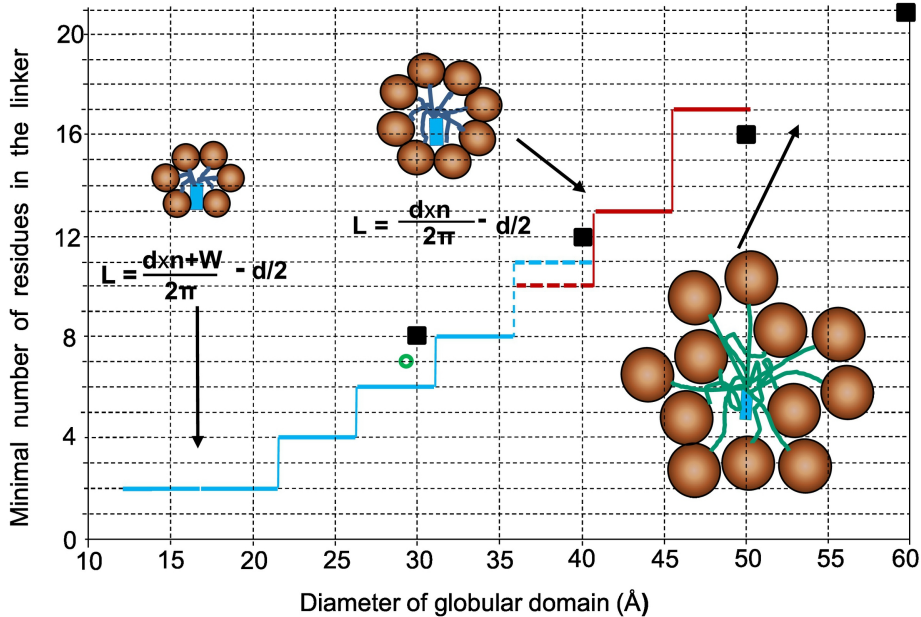 Minimal number of residues in the linker
20
16
12
8
4
0
L = dxn+W / 2π - d/2
L = dxn / 2π - d/2
10 15 20 25 30 35 40 45 50 55 60
Diameter of globular domain (Å)